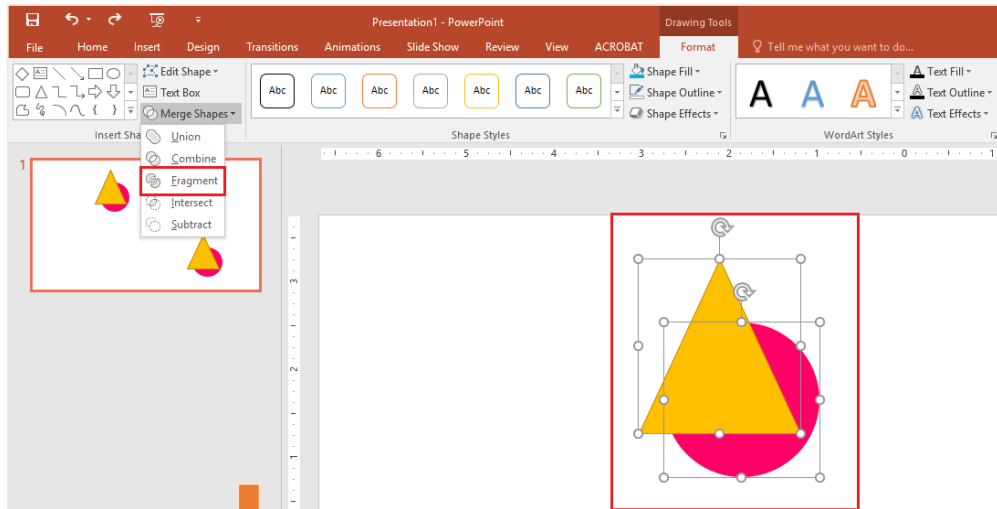 Presentation1 - PowerPoint
Drawing Tools
File Home Insert Design Transitions Animations Slide Show Review View ACROBAT Format Tell me what you want to do...
Edit Shape
Text Box
Merge Shapes
Abc Abc Abc Abc Abc Abc Abc
Shape Fill
Shape Outline
Shape Effects
A A A
Text Fill
Text Outline
Text Effects
Insert Sha
Shape Styles
WordArt Styles
Union
Combine
Fragment
Intersect
Subtract
1
6 5 4 3 2 1 0 1
3
2
1